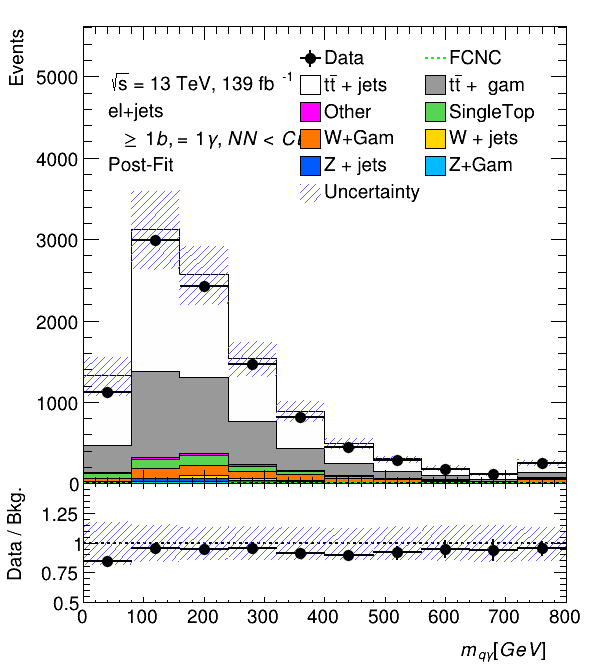 Events
5000
4000
3000
2000
1000
0
√s = 13 TeV, 139 fb⁻¹
el+jets
≥ 1b, = 1γ, NN <
Post-Fit
Data
FCNC
tt̄ + jets
tt̄ + gam
Other
SingleTop
W+Gam
W + jets
Z + jets
Z+Gam
Uncertainty
Data / Bkg.
1.25
1
0.75
0.5
0 100 200 300 400 500 600 700 800
m_qγ[GeV]